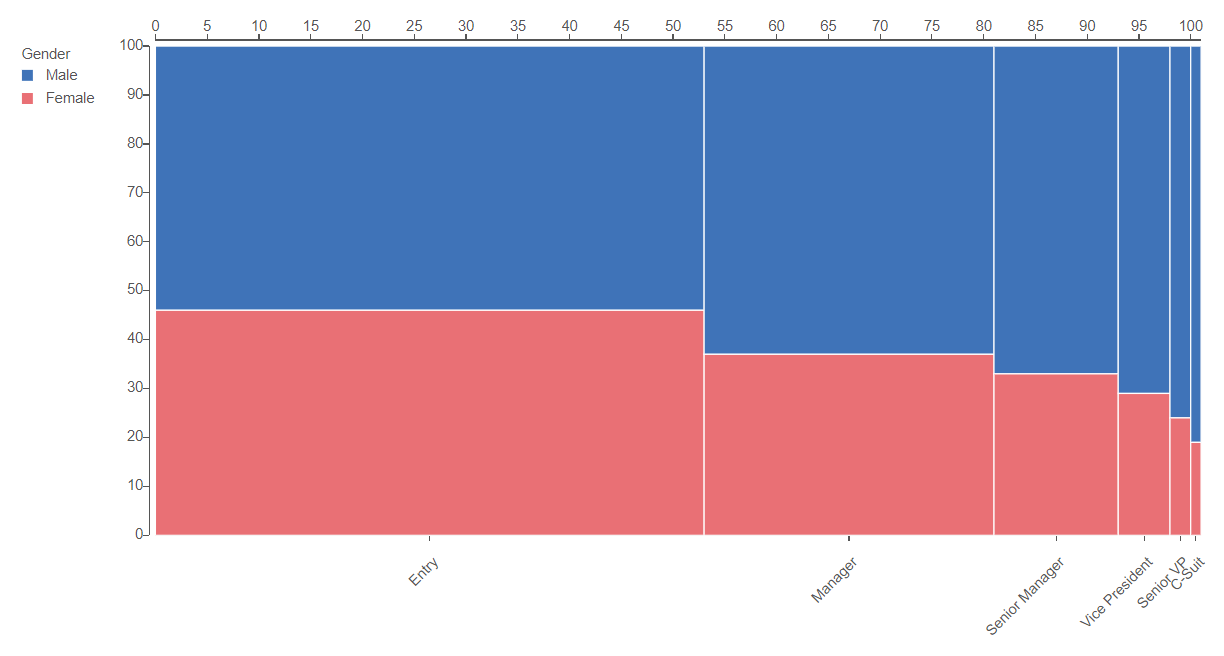 0 5 10 15 20 25 30 35 40 45 50 55 60 65 70 75 80 85 90 95 100
Gender
Male
Female
100
90
80
70
60
50
40
30
20
10
0
Entry
Manager
Senior Manager
Vice President
Senior VP
C-Suit